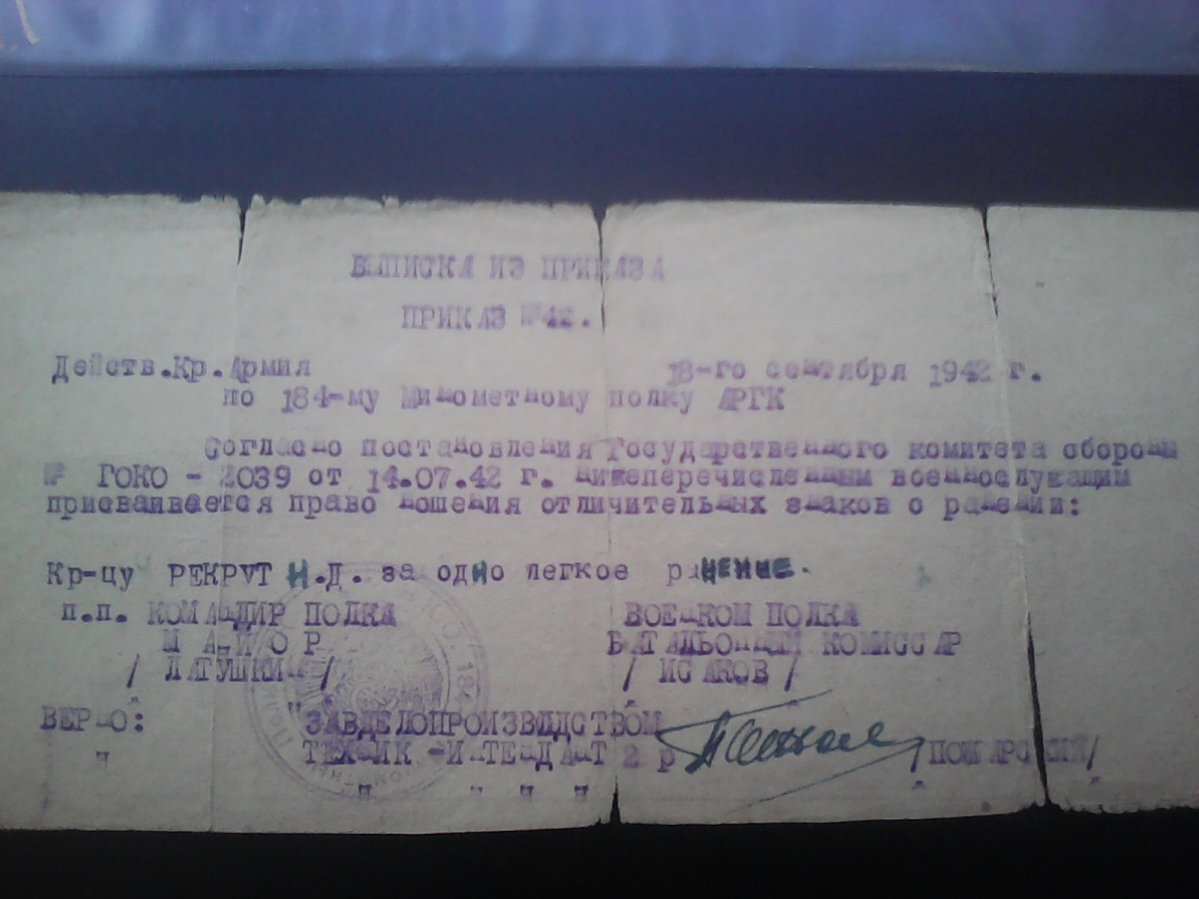 ВЫПИСКА ИЗ ПРИКАЗА
ПРИКАЗ №42.
Действ.Кр.Армия 18-го сентября 1942 г.
по 184-му Минометному полку АРГК
Согласно постановления Государственного комитета обороны
№ ГОКО - 2039 от 14.07.42 г. нижеперечисленным военнослужащим
присваивается право ношения отличительных знаков о ранении:
Кр-цу РЕКРУТ Н.Д. за одно легкое ранение.
п.п. КОМАНДИР ПОЛКА ВОЕНКОМ ПОЛКА
МАЙОР БАТАЛЬОННЫЙ КОМИССАР
/ ЛАТУШКИН / / ИСАКОВ /
ВЕРНО: ЗАВДЕЛОПРОИЗВОДСТВОМ
" ТЕХНИК-ИНТЕНДАНТ 2 р /ПОЖАРСКИЙ/
" " " "